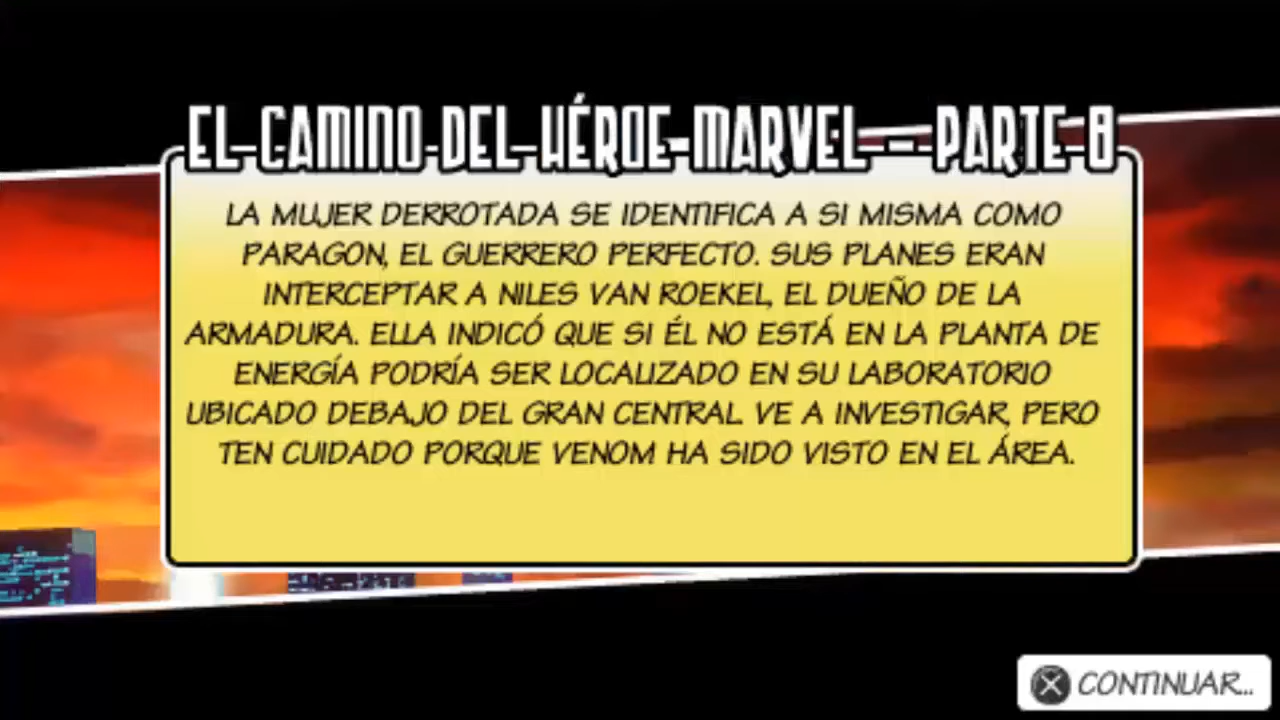 EL CAMINO DEL HÉROE MARVEL - PARTE 8
LA MUJER DERROTADA SE IDENTIFICA A SI MISMA COMO
PARAGON, EL GUERRERO PERFECTO. SUS PLANES ERAN
INTERCEPTAR A NILES VAN ROEKEL, EL DUEÑO DE LA
ARMADURA. ELLA INDICÓ QUE SI ÉL NO ESTÁ EN LA PLANTA DE
ENERGÍA PODRÍA SER LOCALIZADO EN SU LABORATORIO
UBICADO DEBAJO DEL GRAN CENTRAL. VE A INVESTIGAR, PERO
TEN CUIDADO PORQUE VENOM HA SIDO VISTO EN EL ÁREA.
CONTINUAR...